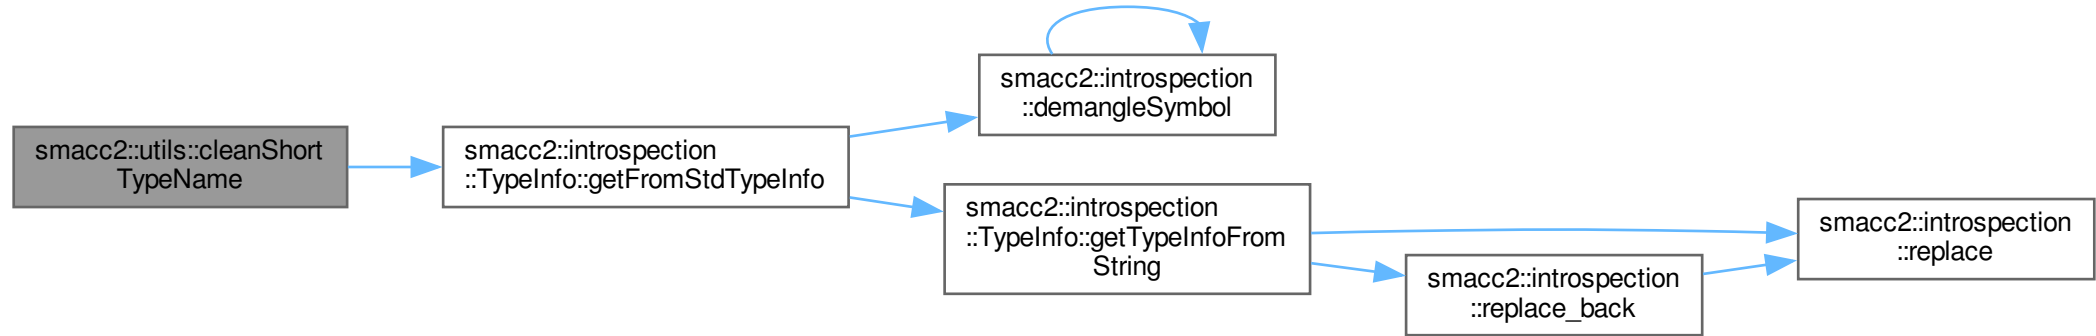 smacc2::utils::cleanShort
TypeName
smacc2::introspection
::TypeInfo::getFromStdTypeInfo
smacc2::introspection
::demangleSymbol
smacc2::introspection
::TypeInfo::getTypeInfoFrom
String
smacc2::introspection
::replace_back
smacc2::introspection
::replace